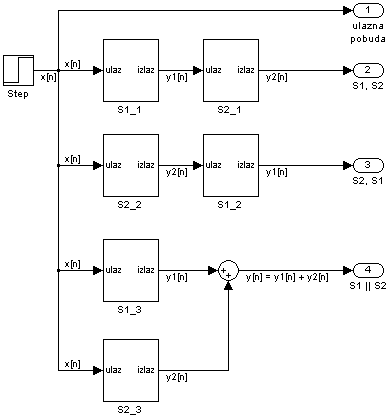 1
ulazna
pobuda
x[n]
ulaz izlaz y1[n] ulaz izlaz y2[n] 2
x[n]
Step
S1_1 S2_1 S1, S2
x[n]
ulaz izlaz y2[n] ulaz izlaz y1[n] 3
S2_2 S1_2 S2, S1
x[n]
ulaz izlaz y1[n] + + y[n] = y1[n] + y2[n] 4
S1_3 S1 || S2
x[n]
ulaz izlaz y2[n]
S2_3